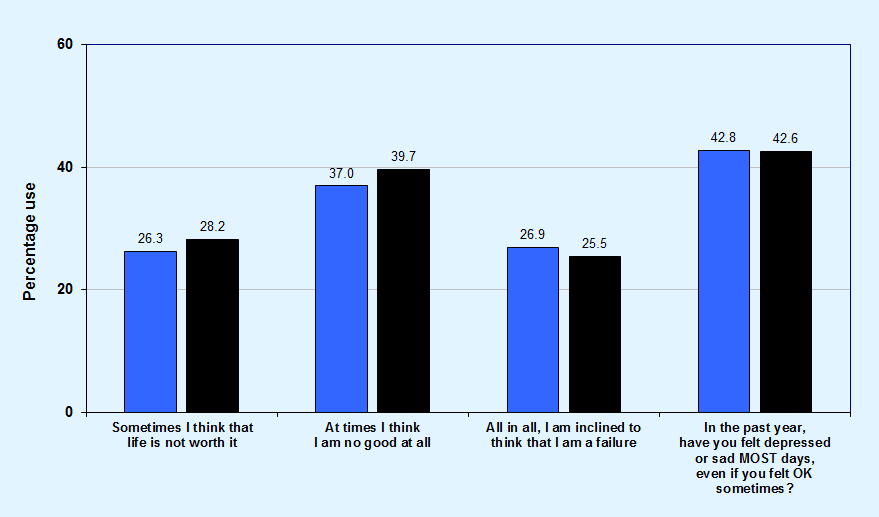 60
40
20
0
Percentage use
26.3
28.2
37.0
39.7
26.9
25.5
42.8
42.6
Sometimes I think that
life is not worth it
At times I think
I am no good at all
All in all, I am inclined to
think that I am a failure
In the past year,
have you felt depressed
or sad MOST days,
even if you felt OK
sometimes?